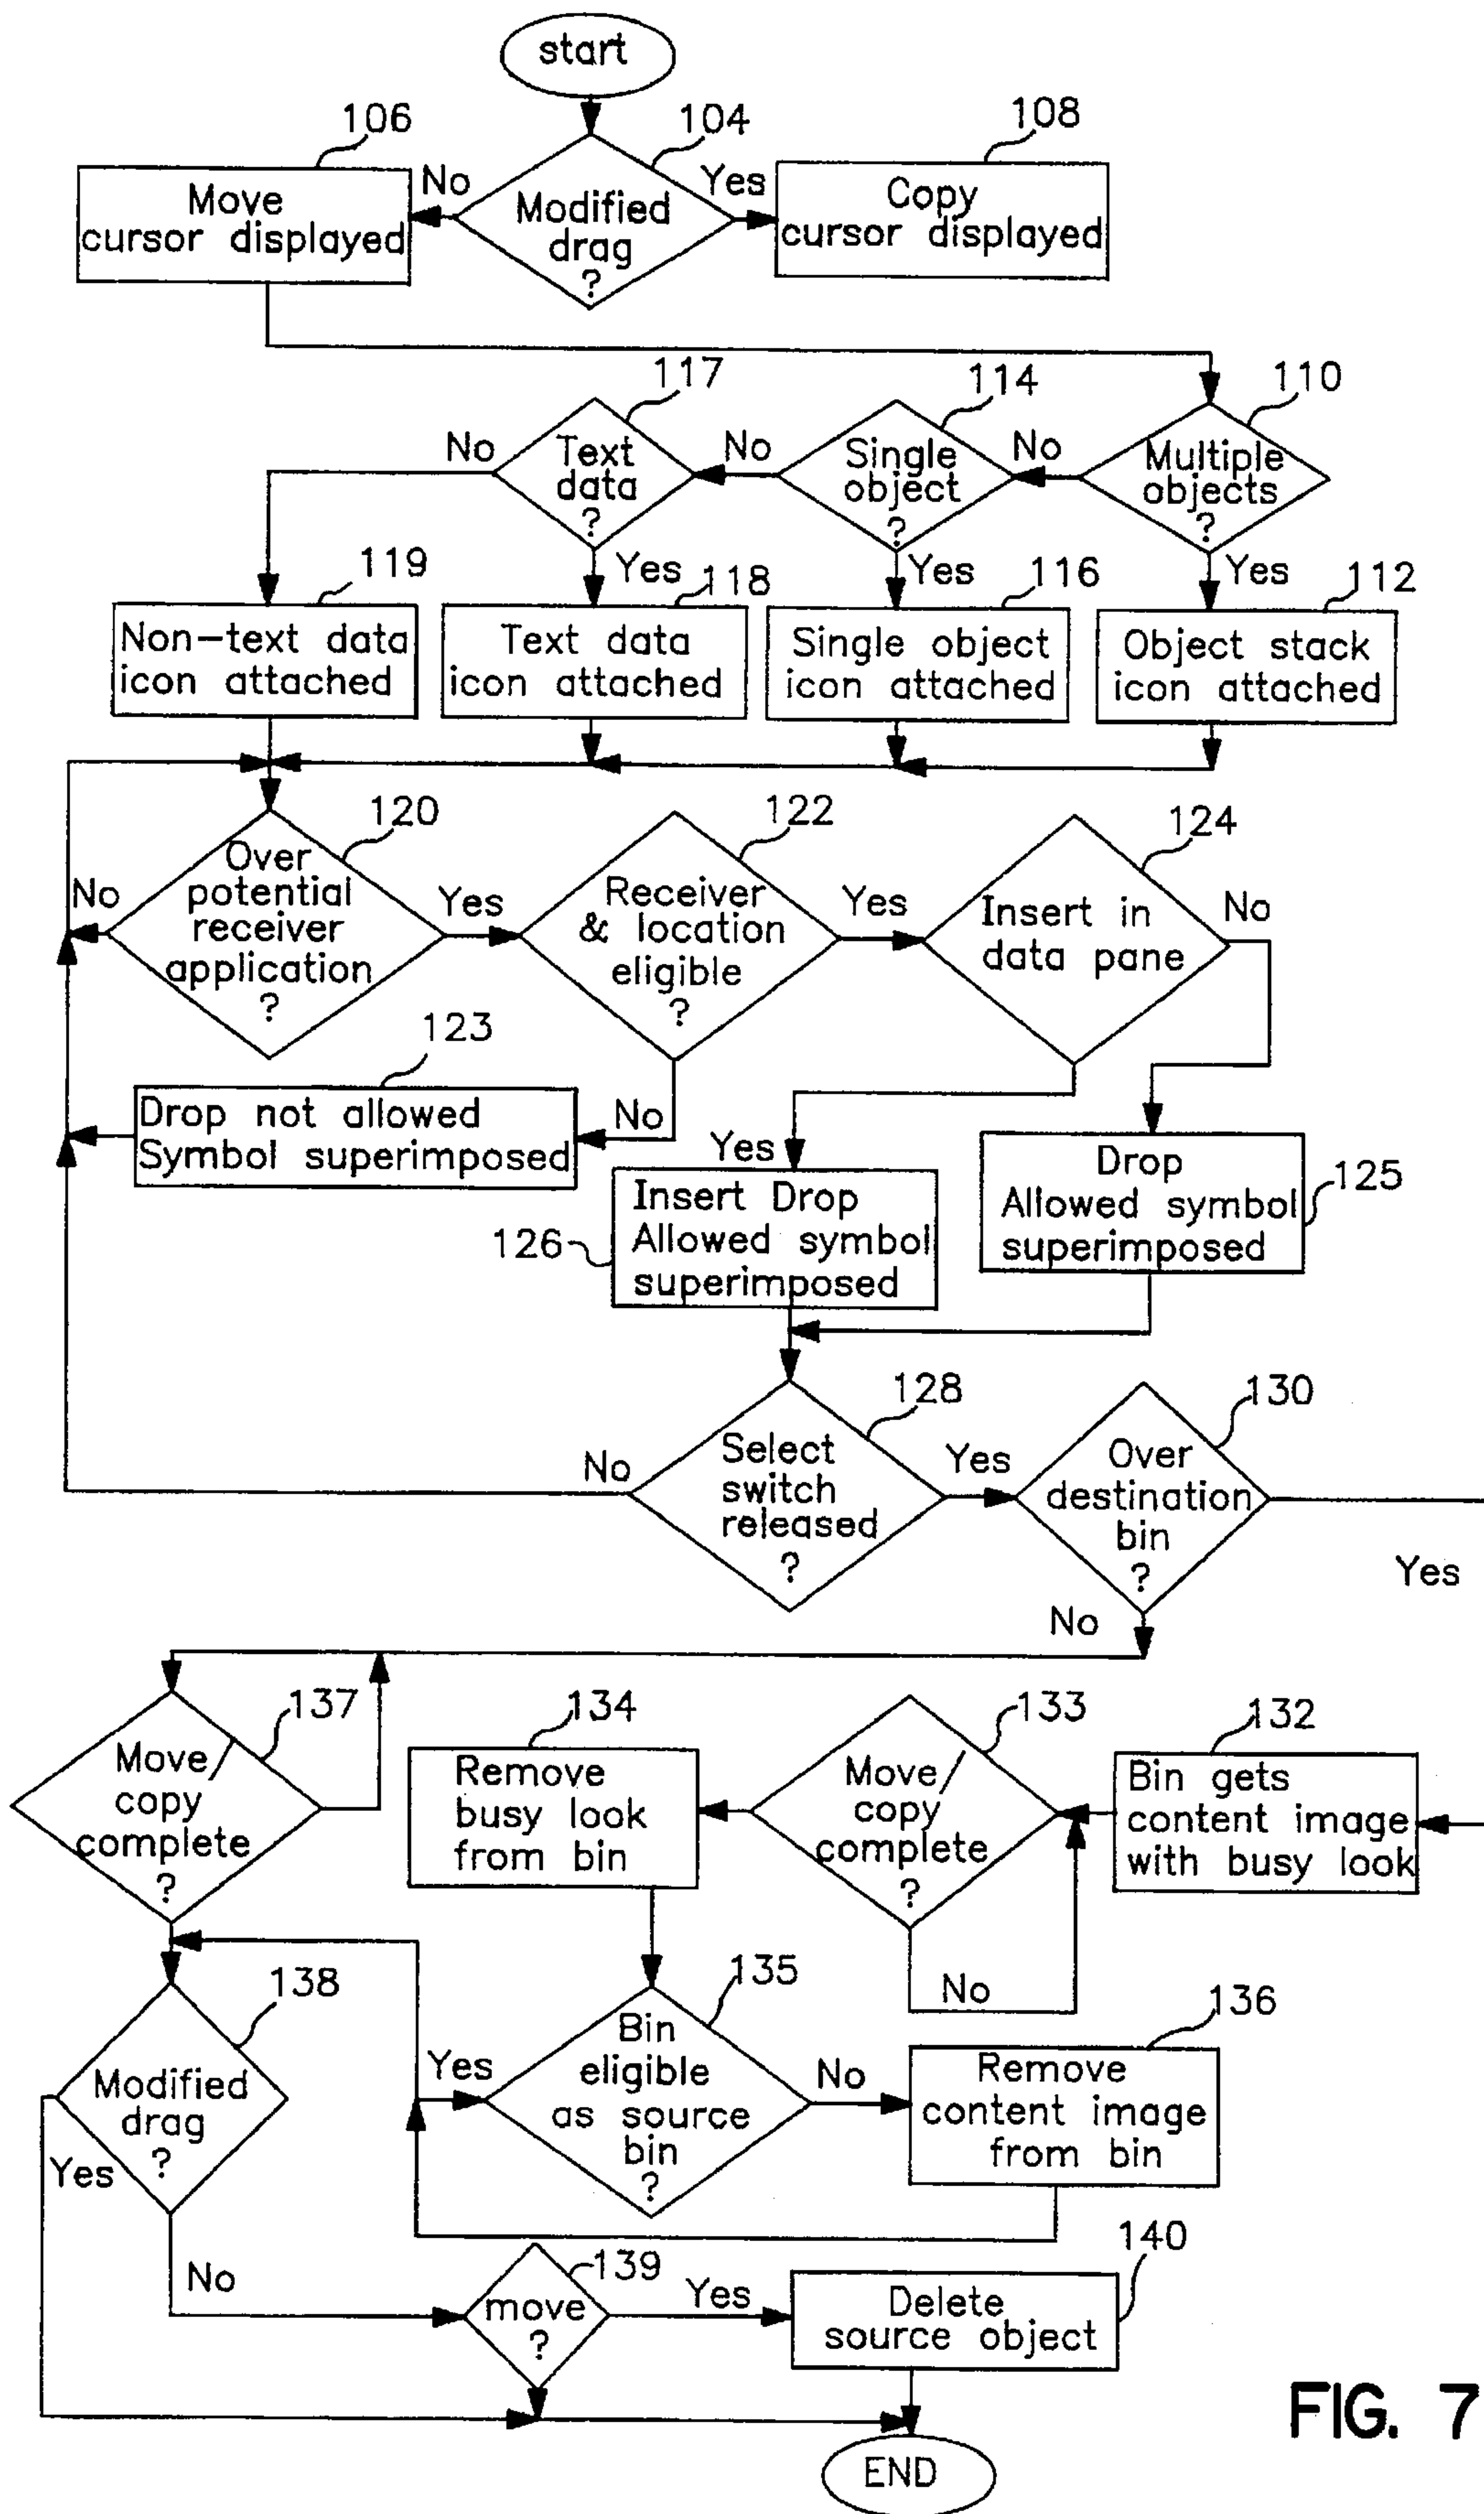 start
106
104
108
No
Yes
Move
cursor displayed
Modified
drag
?
Copy
cursor displayed
117
114
110
No
No
No
Text
data
?
Single
object
?
Multiple
objects
?
119
Yes
118
Yes
116
Yes
112
Non-text data
icon attached
Text data
icon attached
Single object
icon attached
Object stack
icon attached
120
122
124
No
Over
potential
receiver
application
?
Yes
Receiver
& location
eligible
?
Yes
Insert in
data pane
No
123
Drop not allowed
Symbol superimposed
No
Yes
Drop
Allowed symbol
superimposed
125
126
Insert Drop
Allowed symbol
superimposed
128
130
No
Select
switch
released
?
Yes
Over
destination
bin
?
Yes
No
137
134
133
132
Move/
copy
complete
?
Remove
busy look
from bin
Move/
copy
complete
?
Bin gets
content image
with busy look
138
135
No
136
Modified
drag
?
Yes
Yes
Bin
eligible
as source
bin
?
No
Remove
content image
from bin
No
139
move
?
Yes
140
Delete
source object
END
FIG. 7